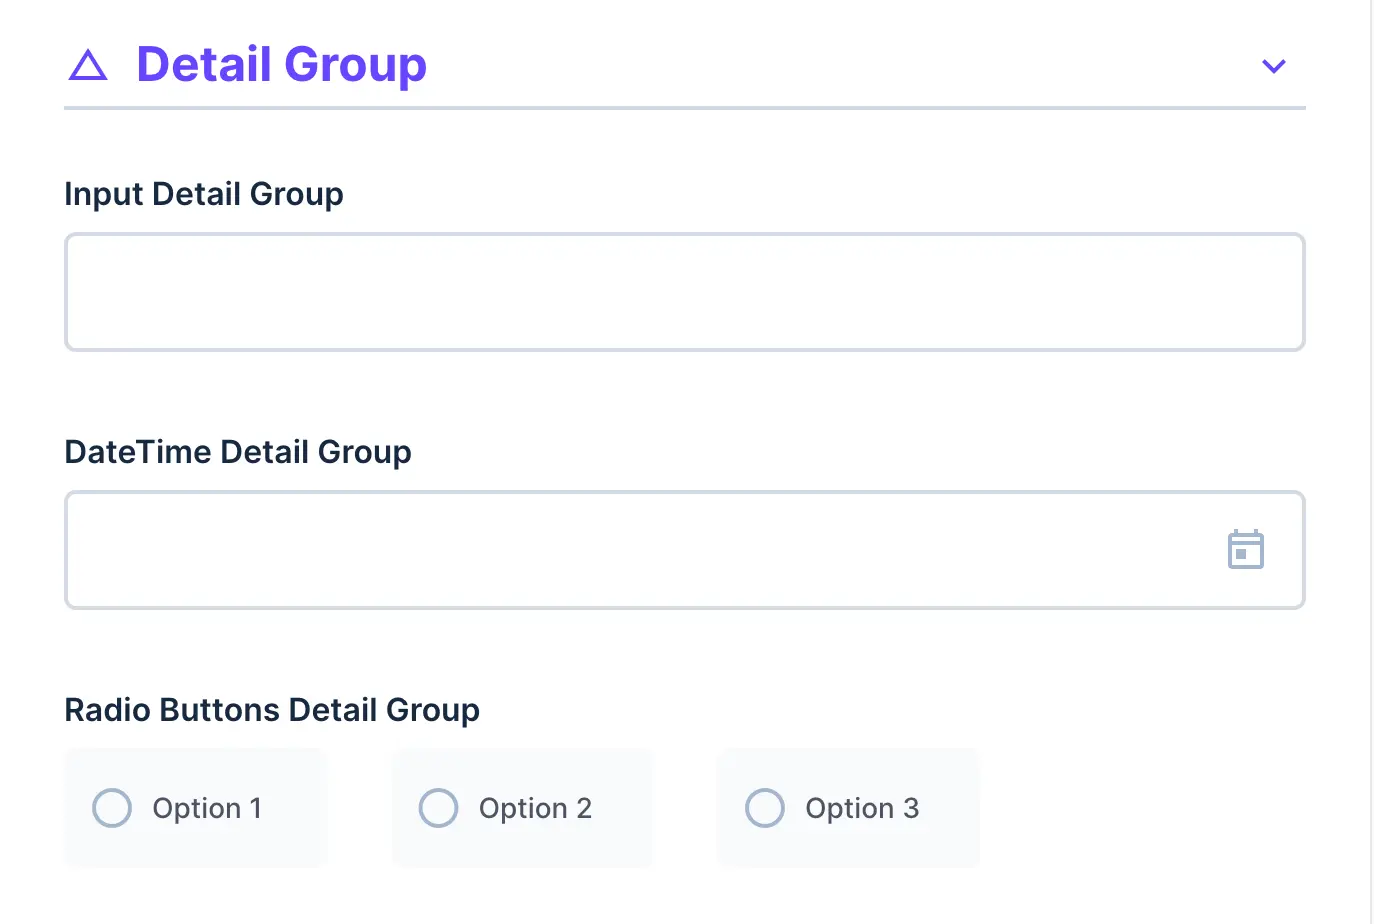 Detail Group
Input Detail Group
DateTime Detail Group
Radio Buttons Detail Group
Option 1 Option 2 Option 3